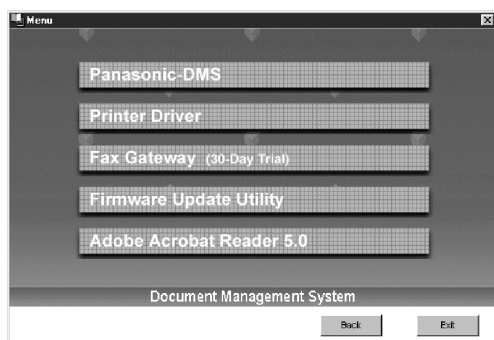 Menu
Panasonic-DMS
Printer Driver
Fax Gateway (30-Day Trial)
Firmware Update Utility
Adobe Acrobat Reader 5.0
Document Management System
Back Exit